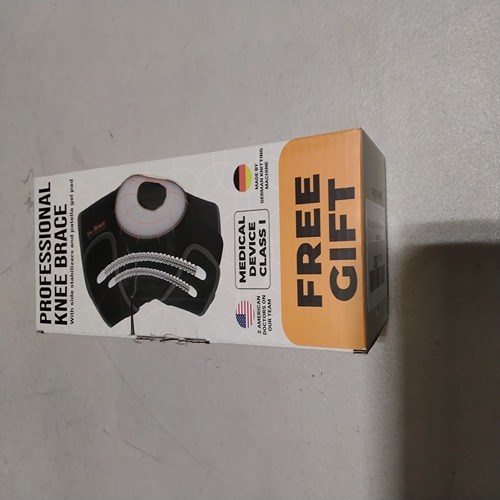 PROFESSIONAL
KNEE BRACE
With side stabilizers and patella gel pad
2 AMERICAN
DOCTORS ON
OUR TEAM
MEDICAL
DEVICE
CLASS I
MADE BY
GERMAN KNITTING
MACHINE
FREE
GIFT